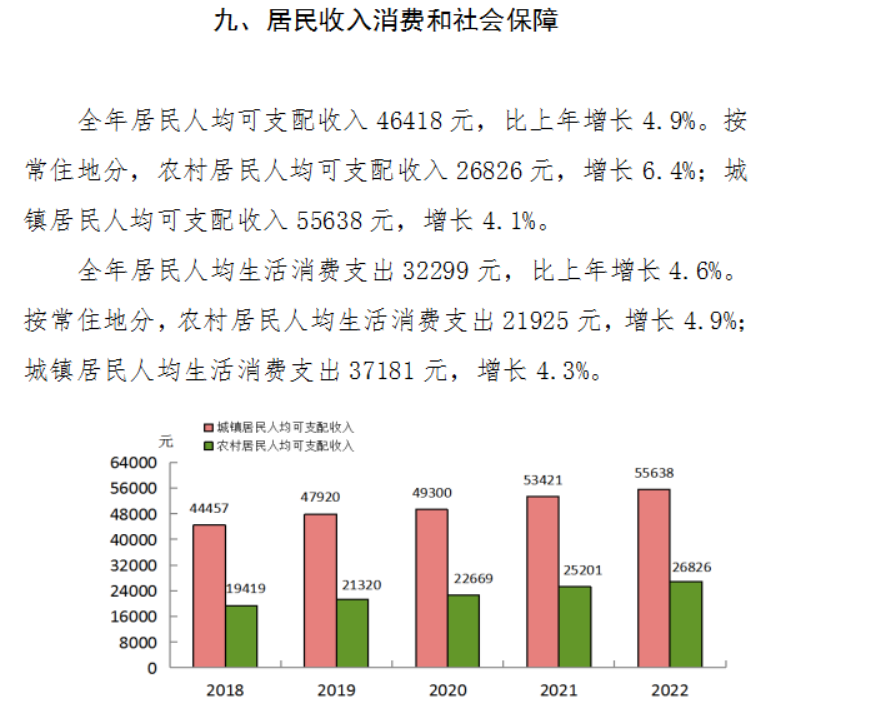 九、居民收入消费和社会保障
全年居民人均可支配收入 46418 元，比上年增长 4.9%。按
常住地分，农村居民人均可支配收入 26826 元，增长 6.4%；城
镇居民人均可支配收入 55638 元，增长 4.1%。
全年居民人均生活消费支出 32299 元，比上年增长 4.6%。
按常住地分，农村居民人均生活消费支出 21925 元，增长 4.9%；
城镇居民人均生活消费支出 37181 元，增长 4.3%。
城镇居民人均可支配收入
农村居民人均可支配收入
元
64000
56000
48000
40000
32000
24000
16000
8000
0
44457
19419
47920
21320
49300
22669
53421
25201
55638
26826
2018 2019 2020 2021 2022